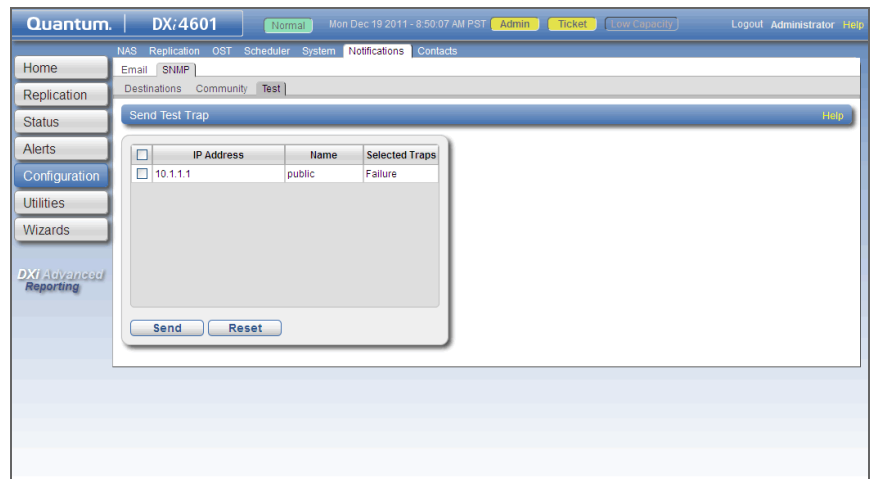 Quantum. DXi4601 Normal Mon Dec 19 2011 - 8:50:07 AM PST Admin Ticket Low Capacity Logout Administrator Help
NAS Replication OST Scheduler System Notifications Contacts
Home
Email SNMP
Replication
Destinations Community Test
Status
Send Test Trap Help
Alerts
IP Address Name Selected Traps
Configuration
10.1.1.1 public Failure
Utilities
Wizards
DXi Advanced
Reporting
Send Reset